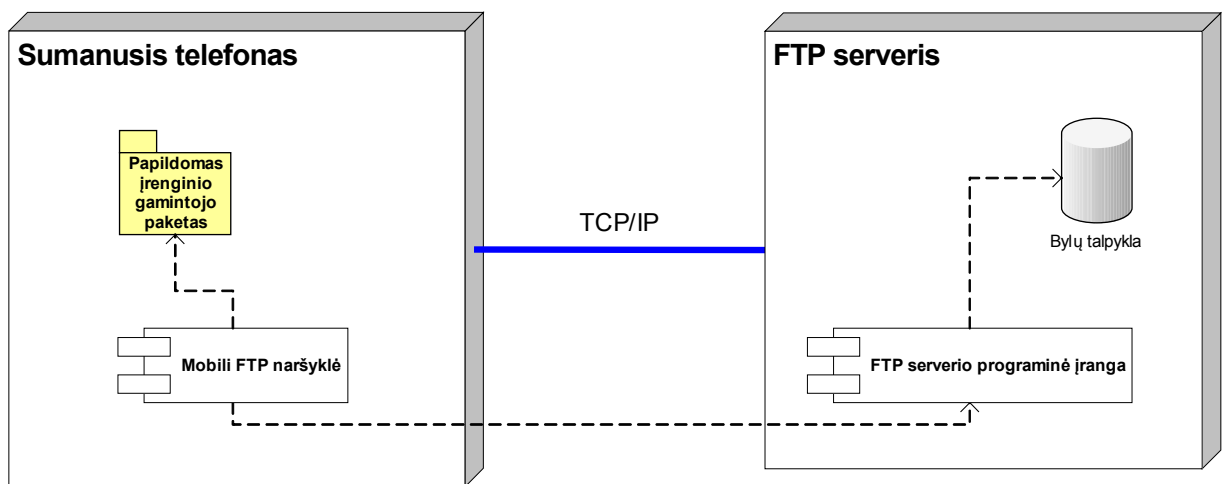 Sumanusis telefonas
FTP serveris
Papildomas
įrenginio
gamintojo
paketas
TCP/IP
Bylų talpykla
Mobili FTP naršyklė
FTP serverio programinė įranga